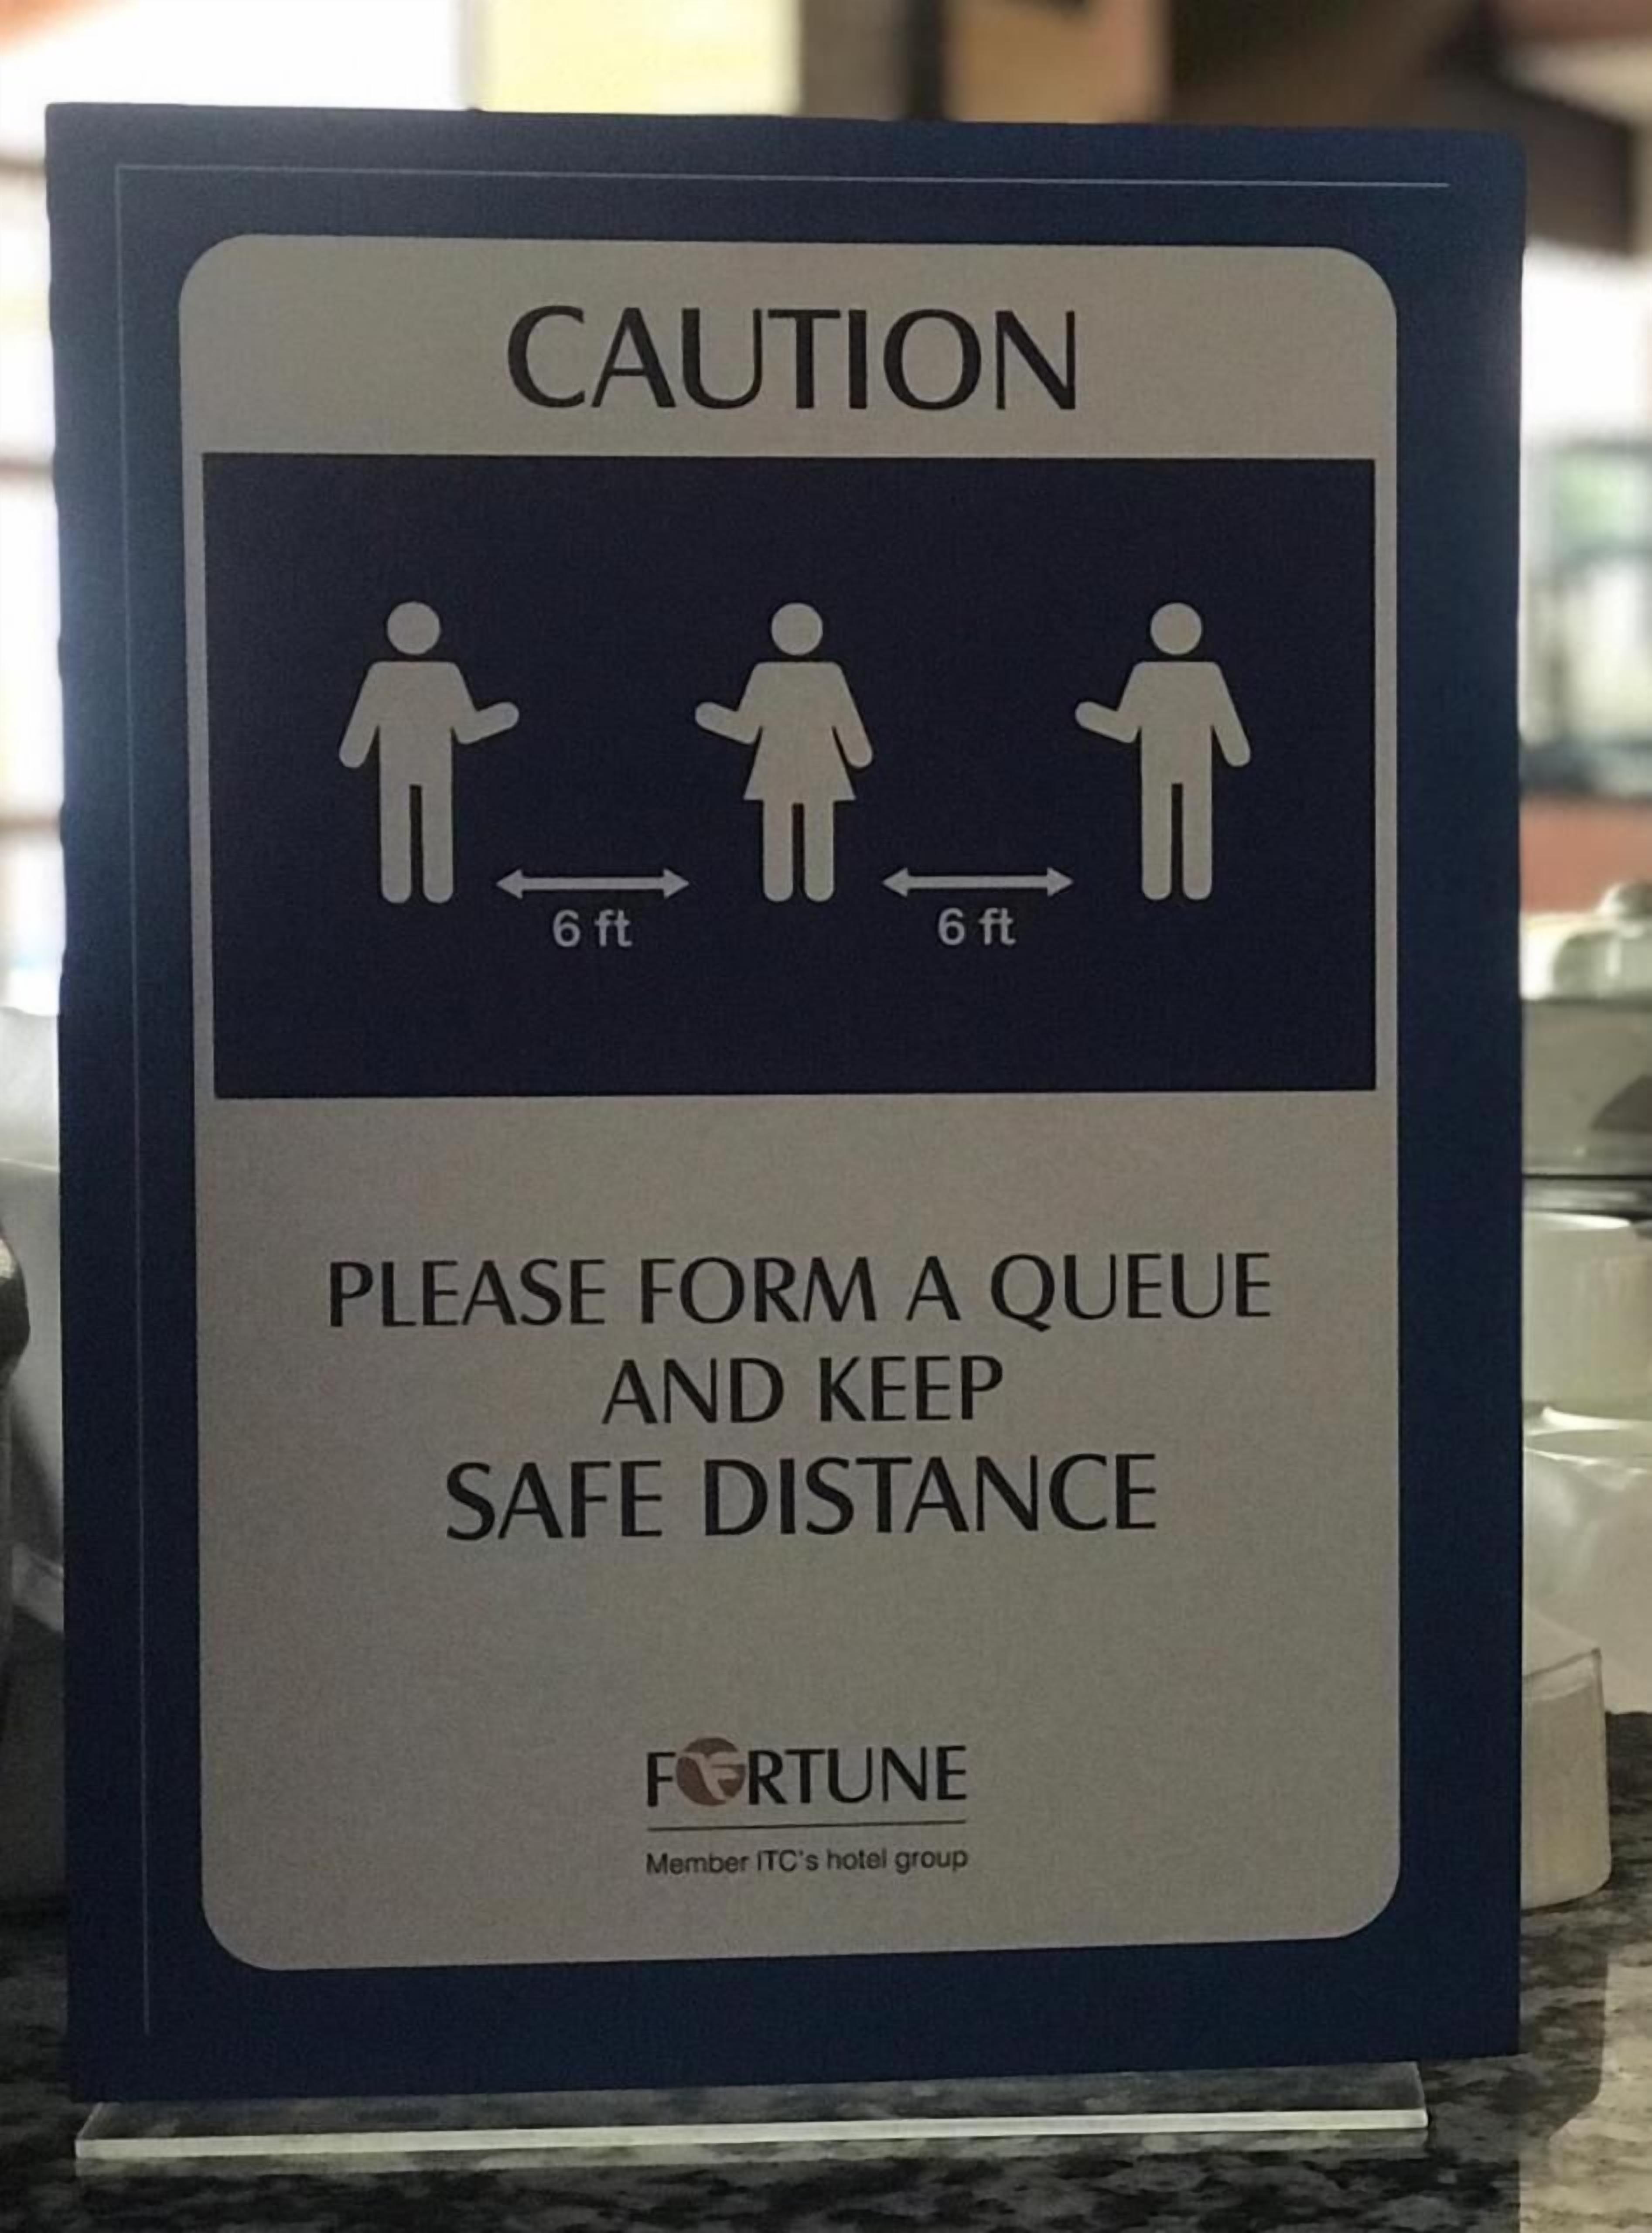 CAUTION
6 ft 6 ft
PLEASE FORM A QUEUE
AND KEEP
SAFE DISTANCE
FORTUNE
Member ITC's hotel group